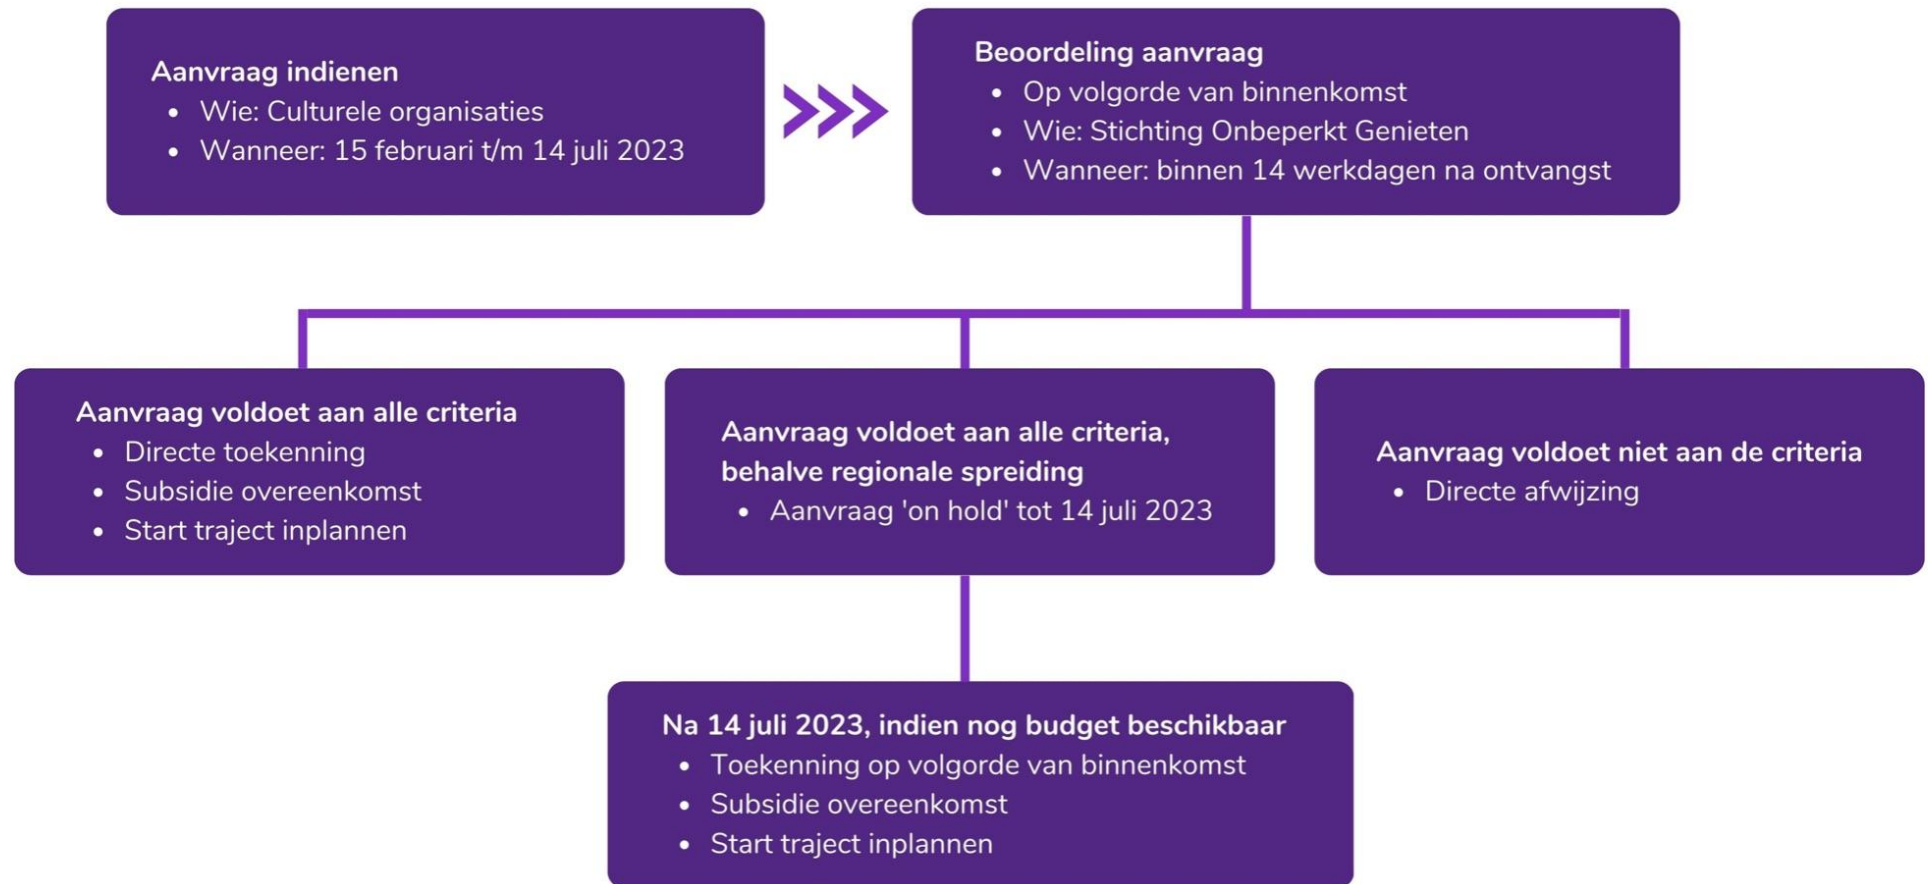 Aanvraag indienen
• Wie: Culturele organisaties
• Wanneer: 15 februari t/m 14 juli 2023
Beoordeling aanvraag
• Op volgorde van binnenkomst
• Wie: Stichting Onbeperkt Genieten
• Wanneer: binnen 14 werkdagen na ontvangst
Aanvraag voldoet aan alle criteria
• Directe toekenning
• Subsidie overeenkomst
• Start traject inplannen
Aanvraag voldoet aan alle criteria,
behalve regionale spreiding
• Aanvraag 'on hold' tot 14 juli 2023
Aanvraag voldoet niet aan de criteria
• Directe afwijzing
Na 14 juli 2023, indien nog budget beschikbaar
• Toekenning op volgorde van binnenkomst
• Subsidie overeenkomst
• Start traject inplannen